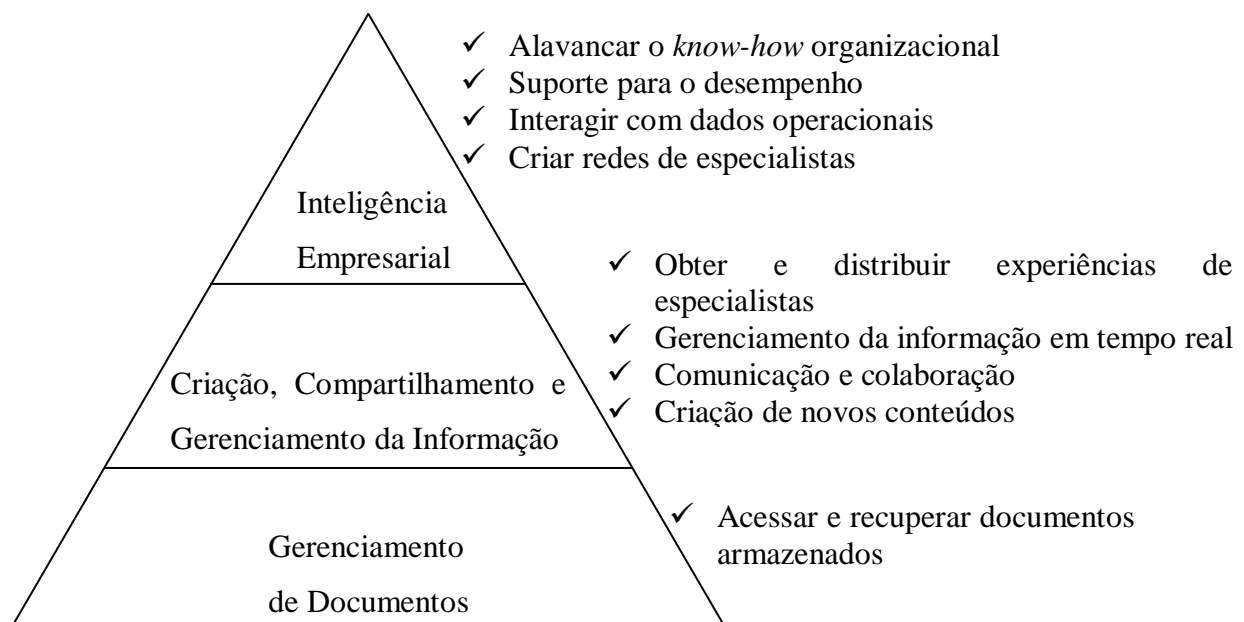 ✓ Alavancar o know-how organizacional
✓ Suporte para o desempenho
✓ Interagir com dados operacionais
✓ Criar redes de especialistas
Inteligência
Empresarial
✓ Obter e distribuir experiências de
especialistas
✓ Gerenciamento da informação em tempo real
✓ Comunicação e colaboração
✓ Criação de novos conteúdos
Criação, Compartilhamento e
Gerenciamento da Informação
✓ Acessar e recuperar documentos
armazenados
Gerenciamento
de Documentos